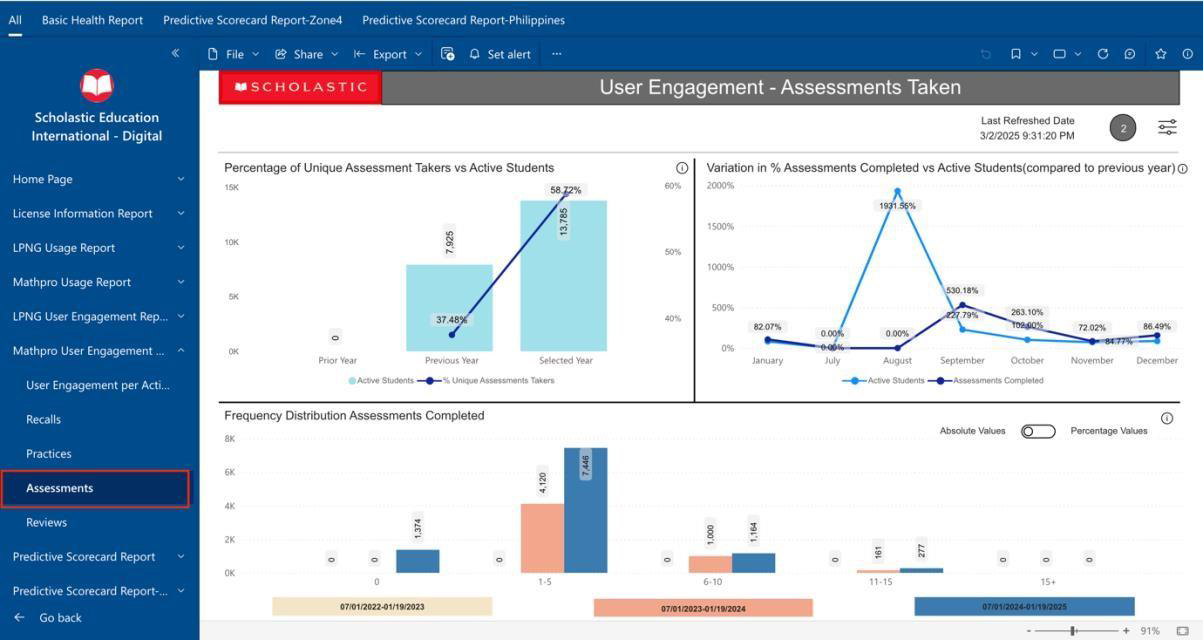 All Basic Health Report Predictive Scorecard Report-Zone4 Predictive Scorecard Report-Philippines
File Share Export Set alert ...
Scholastic Education
International - Digital
Home Page
License Information Report
LPNG Usage Report
Mathpro Usage Report
LPNG User Engagement Rep...
Mathpro User Engagement ...
User Engagement per Acti...
Recalls
Practices
Assessments
Reviews
Predictive Scorecard Report
Predictive Scorecard Report-...
Go back
SCHOLASTIC
User Engagement - Assessments Taken
Last Refreshed Date
3/2/2025 9:31:20 PM
2
Percentage of Unique Assessment Takers vs Active Students
15K
10K
5K
0K
60%
50%
40%
0
7,925
37.48%
58.72%
13,785
Prior Year Previous Year Selected Year
Active Students % Unique Assessments Takers
Variation in % Assessments Completed vs Active Students(compared to previous year)
2000%
1500%
1000%
500%
0%
82.07%
0.00%
0.00%
1931.55%
0.00%
530.18%
227.79%
263.10%
102.00%
72.02%
84.77%
86.49%
January July August September October November December
Active Students Assessments Completed
Frequency Distribution Assessments Completed
Absolute Values Percentage Values
8K
6K
4K
2K
0K
0 0 1,374
0 4,120 7,446
0 1,000 1,164
0 161 277
0 0 0
0 1-5 6-10 11-15 15+
07/01/2022-01/19/2023 07/01/2023-01/19/2024 07/01/2024-01/19/2025
- + 91%